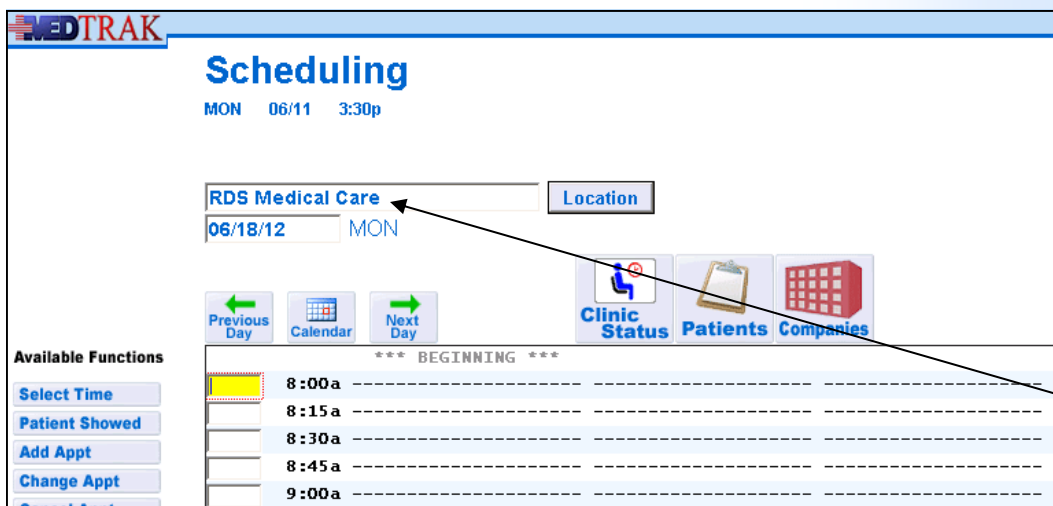 MEDTRAK
Scheduling
MON 06/11 3:30p
RDS Medical Care Location
06/18/12 MON
Previous Day Calendar Next Day Clinic Status Patients Companies
Available Functions
*** BEGINNING ***
Select Time
Patient Showed
Add Appt
Change Appt
8:00a ---------------------- --------------------- ---------------------
8:15a ---------------------- --------------------- ---------------------
8:30a ---------------------- --------------------- ---------------------
8:45a ---------------------- --------------------- ---------------------
9:00a ---------------------- --------------------- ---------------------